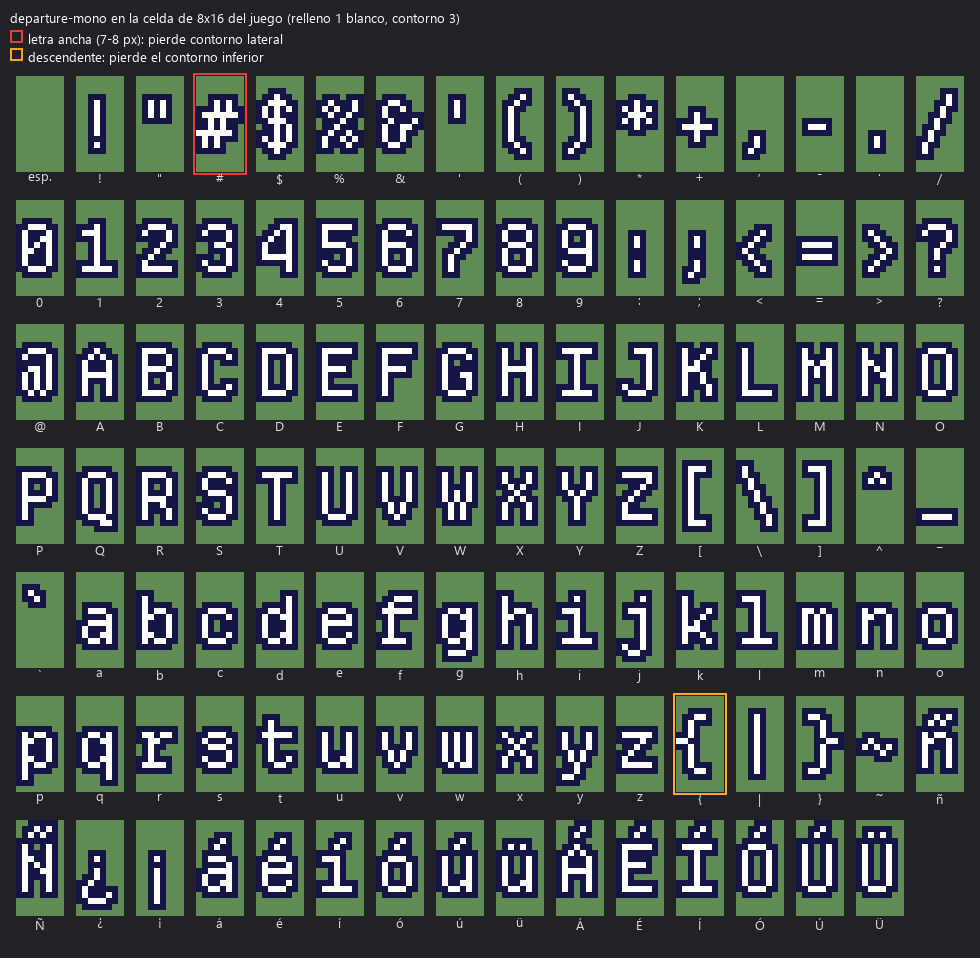 departure-mono en la celda de 8x16 del juego (relleno 1 blanco, contorno 3)
letra ancha (7-8 px): pierde contorno lateral
descendente: pierde el contorno inferior
! " # $ % & ' ( ) * + , - . /
esp. ! " # $ % & ' ( ) * + , - . /
0 1 2 3 4 5 6 7 8 9 : ; < = > ?
0 1 2 3 4 5 6 7 8 9 : ; < = > ?
@ A B C D E F G H I J K L M N O
@ A B C D E F G H I J K L M N O
P Q R S T U V W X Y Z [ \ ] ^ _
P Q R S T U V W X Y Z [ \ ] ^ _
` a b c d e f g h i j k l m n o
` a b c d e f g h i j k l m n o
p q r s t u v w x y z { | } ~ ñ
p q r s t u v w x y z { | } ~ ñ
Ñ ¿ ¡ á é í ó ú ü Á É Í Ó Ú Ü
Ñ ¿ ¡ á é í ó ú ü Á É Í Ó Ú Ü